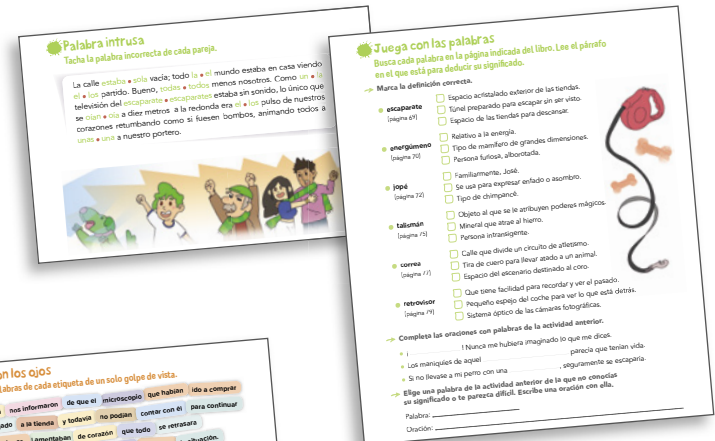 Palabra intrusa
Tacha la palabra incorrecta de cada pareja.
La calle estaba • sola vacía; todo la • el mundo estaba en casa viendo
el • los partido. Bueno, todas • todos menos nosotros. Como un • la
televisión del escaparate • escaparates estaba sin sonido, lo único que
se oían • oía a diez metros a la redonda era el • los pulso de nuestros
corazones retumbando como si fuesen bombos, animando todos a
unas • una a nuestro portero.
Juega con las palabras
Busca cada palabra en la página indicada del libro. Lee el párrafo
en el que está para deducir su significado.
Marca la definición correcta.
escaparate
(página 69)
Espacio acristalado exterior de las tiendas.
Túnel preparado para escapar sin ser visto.
Espacio de las tiendas para descansar.
energúmeno
(página 70)
Relativo a la energía.
Tipo de mamífero de grandes dimensiones.
Persona furiosa, alborotada.
jopé
(página 72)
Familiarmente, José.
Se usa para expresar enfado o asombro.
Tipo de chimpancé.
talismán
(página 75)
Objeto al que se le atribuyen poderes mágicos.
Mineral que atrae al hierro.
Persona intransigente.
correa
(página 77)
Calle que divide un circuito de atletismo.
Tira de cuero para llevar atado a un animal.
Espacio del escenario destinado al coro.
retrovisor
(página 79)
Que tiene facilidad para recordar y ver el pasado.
Pequeño espejo del coche para ver lo que está detrás.
Sistema óptico de las cámaras fotográficas.
Completa las oraciones con palabras de la actividad anterior.
¡ ! Nunca me hubiera imaginado lo que me dices.
Los maniquíes de aquel parecía que tenían vida.
Si no llevase a mi perro con una , seguramente se escaparía.
Elige una palabra de la actividad anterior de la que no conocías
su significado o te parezca difícil. Escribe una oración con ella.
Palabra:
Oración:
on los ojos
labras de cada etiqueta de un solo golpe de vista.
nos informaron de que el microscopio que habían ido a comprar
a la tienda y todavía no podían contar con él para continuar
lamentaban de corazón que todo se retrasara
situación.